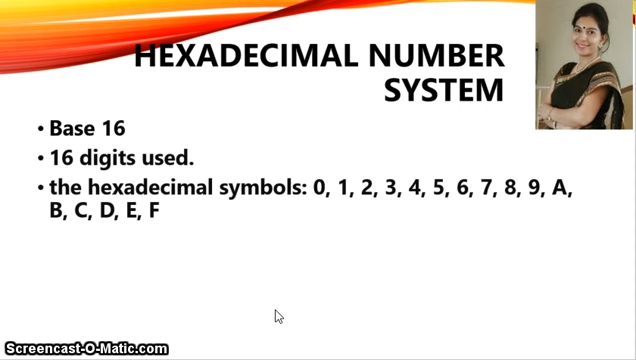 HEXADECIMAL NUMBER
SYSTEM
• Base 16
• 16 digits used.
• the hexadecimal symbols: 0, 1, 2, 3, 4, 5, 6, 7, 8, 9, A,
B, C, D, E, F
Screencast-O-Matic.com